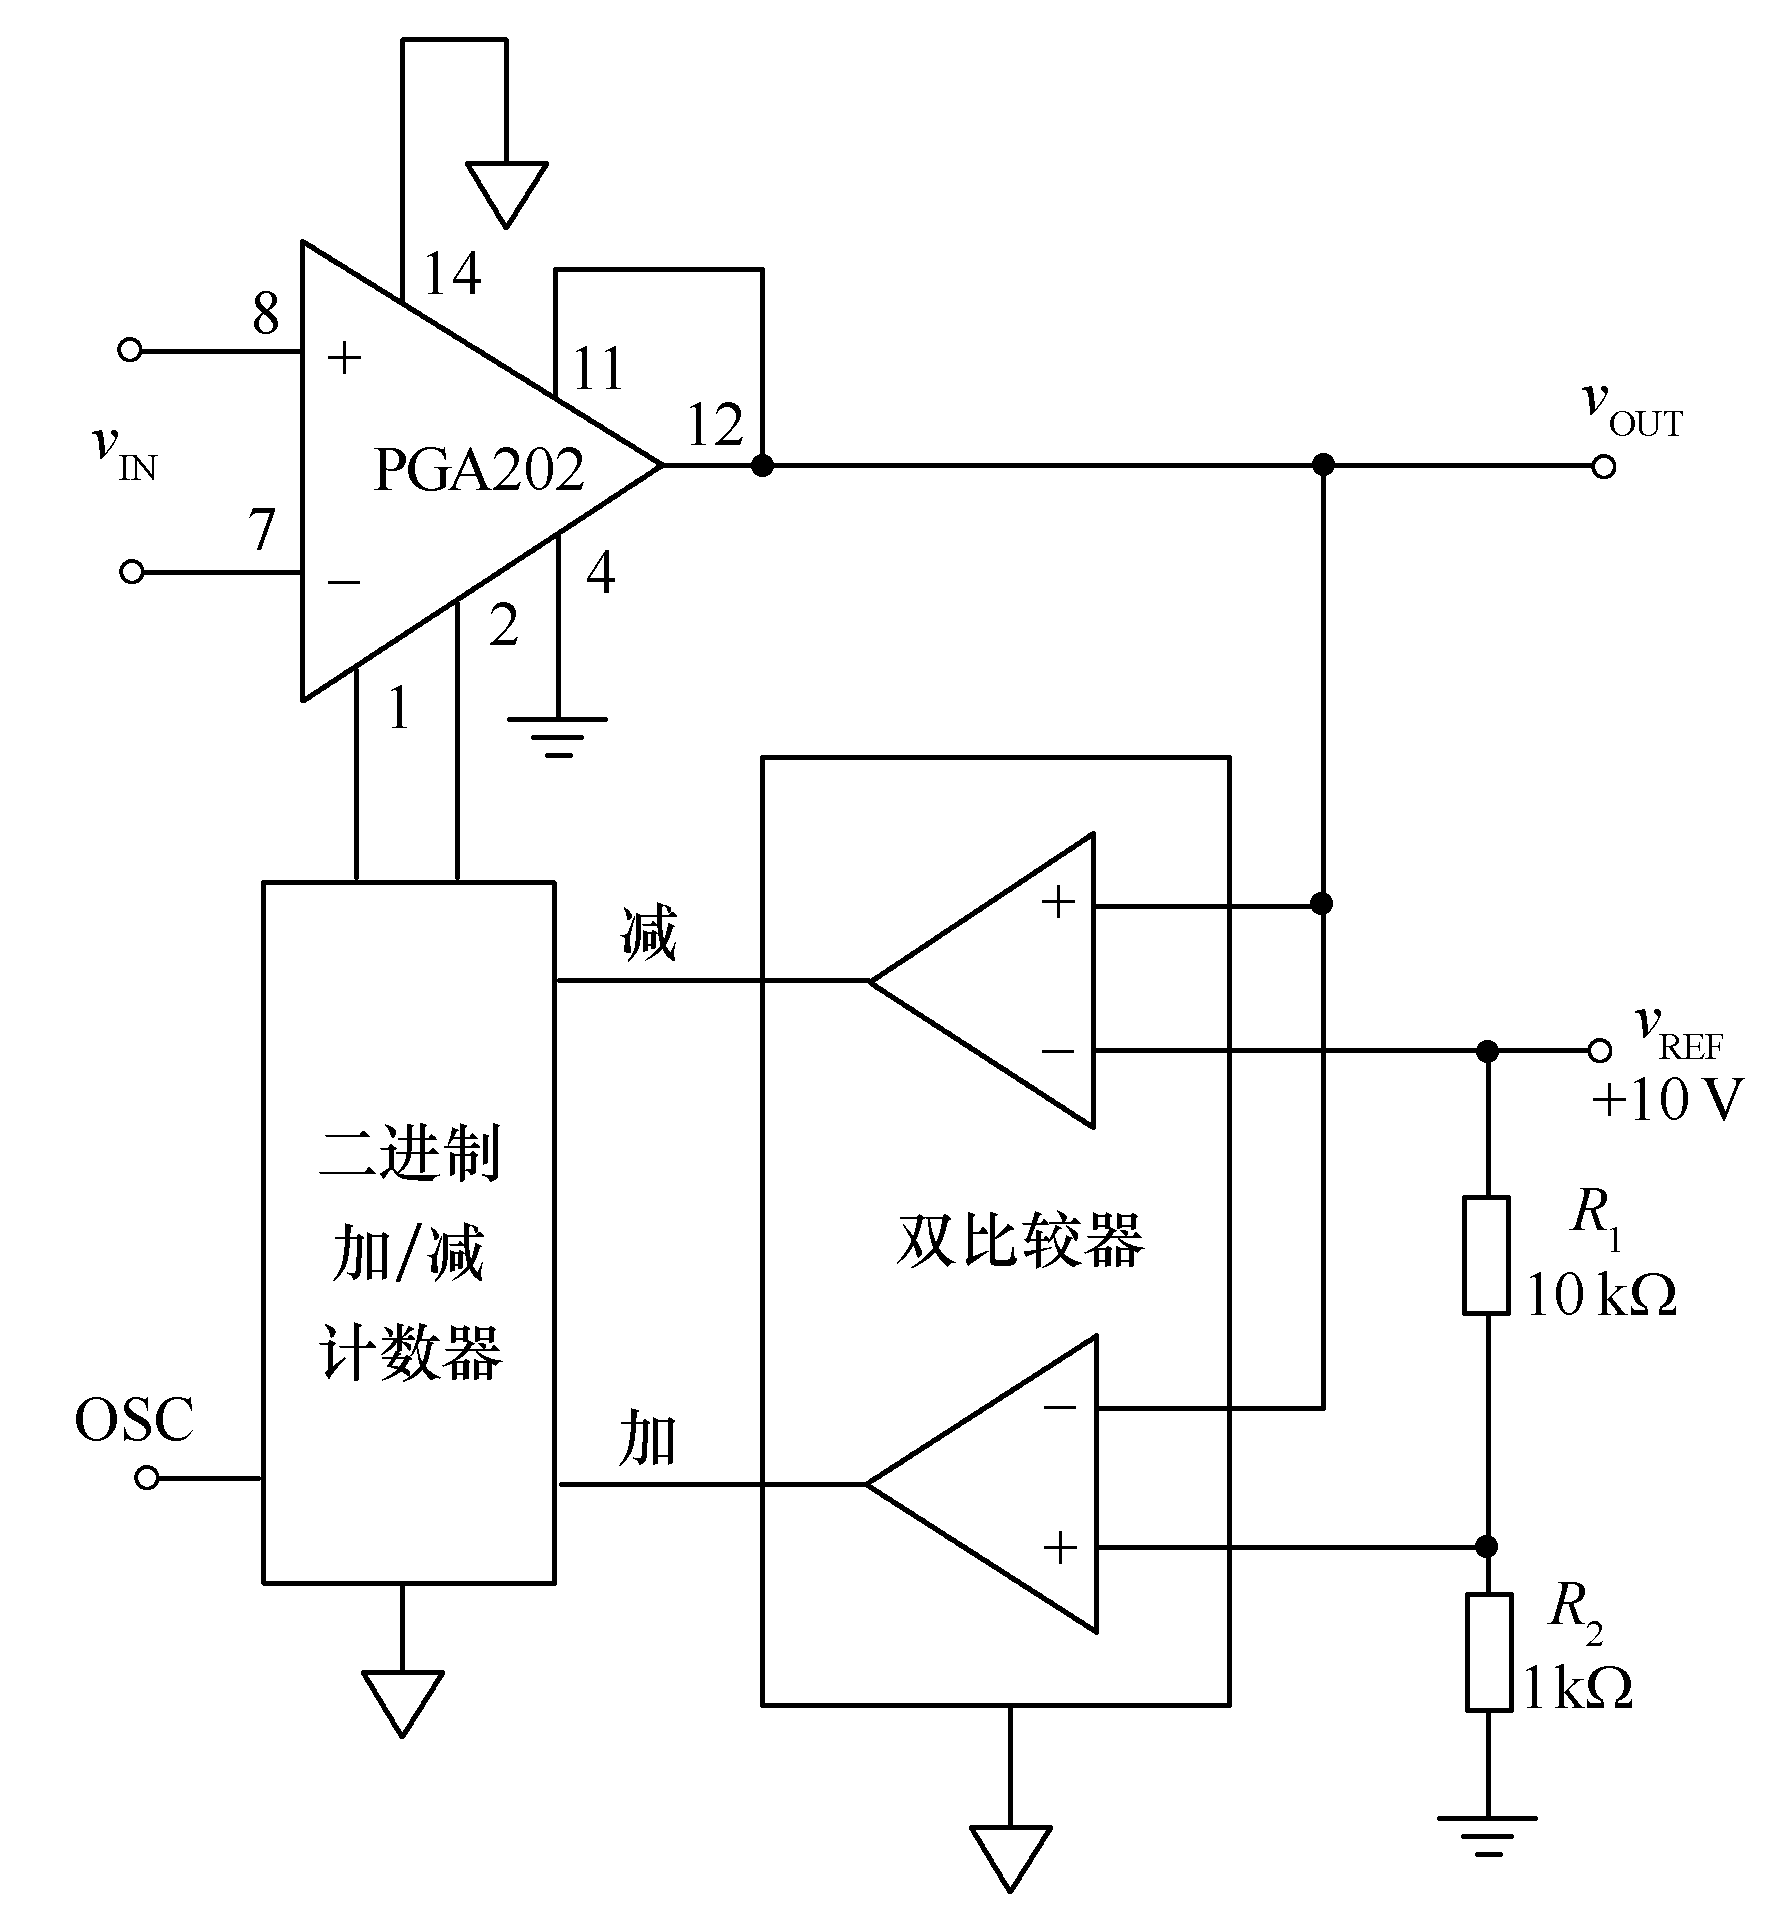 14
8
+
11
12
vOUT
vIN
PGA202
7
−
4
2
1
减
+
−
vREF
+10 V
二进制
加/减
计数器
双比较器
R1
10 kΩ
OSC
加
−
+
R2
1kΩ